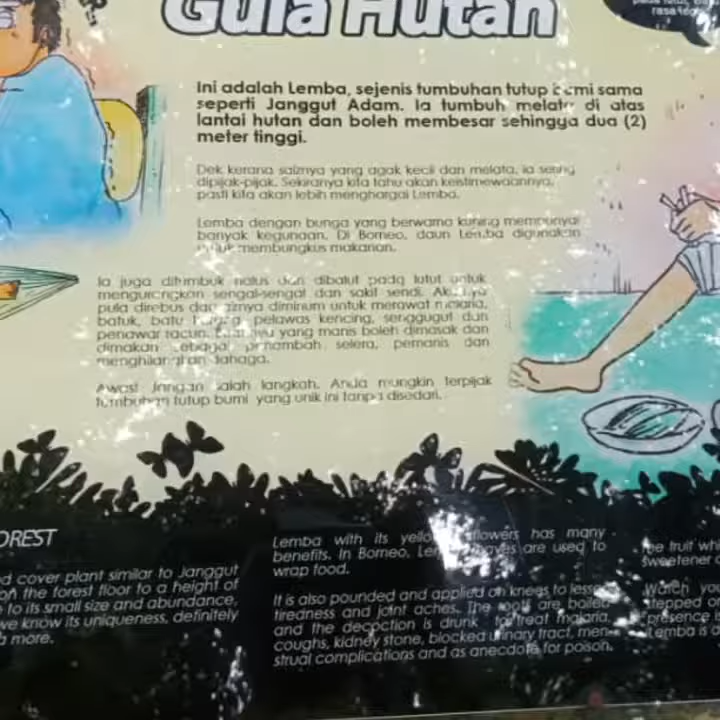 Gula Hutan
Ini adalah Lemba, sejenis tumbuhan tutup bumi sama
seperti Janggut Adam. Ia tumbuh melata di atas
lantai hutan dan boleh membesar sehingga dua (2)
meter tinggi.
Dek kerana saiznya yang agak kecil dan melata, ia sering
dipijak-pijak. Sekiranya kita tahu akan keistimewaannya,
pasti kita akan lebih menghargai Lemba.
Lemba dengan bunga yang berwarna kuning mempunyai
banyak kegunaan. Di Borneo, daun Lemba digunakan
untuk membungkus makanan.
Ia juga ditumbuk halus dan dibalut pada lutut untuk
mengurangkan sengal-sengal dan sakit sendi. Akarnya
pula direbus dan airnya diminum untuk merawat malaria,
batuk, batu karang, pelawas kencing, senggugut dan
penawar racun. yang manis boleh dimasak dan
dimakan sebagai penambah selera, pemanis dan
menghilangkan dahaga.
Awas! Jangan salah langkah. Anda mungkin terpijak
tumbuhan tutup bumi yang unik ini tanpa disedari.
OREST
d cover plant similar to Janggut
on the forest floor to a height of
to its small size and abundance,
we know its uniqueness, definitely
more.
Lemba with its yellow flowers has many
benefits. In Borneo, leaves are used to
wrap food.
It is also pounded and applied on knees to lessen
tiredness and joint aches. The roots are boiled
and the decoction is drunk to treat malaria,
coughs, kidney stone, blocked urinary tract, men-
strual complications and as anecdote for poison.
fruit whi
sweetener
Watch yo
stepped o
presence is
Lemba is a